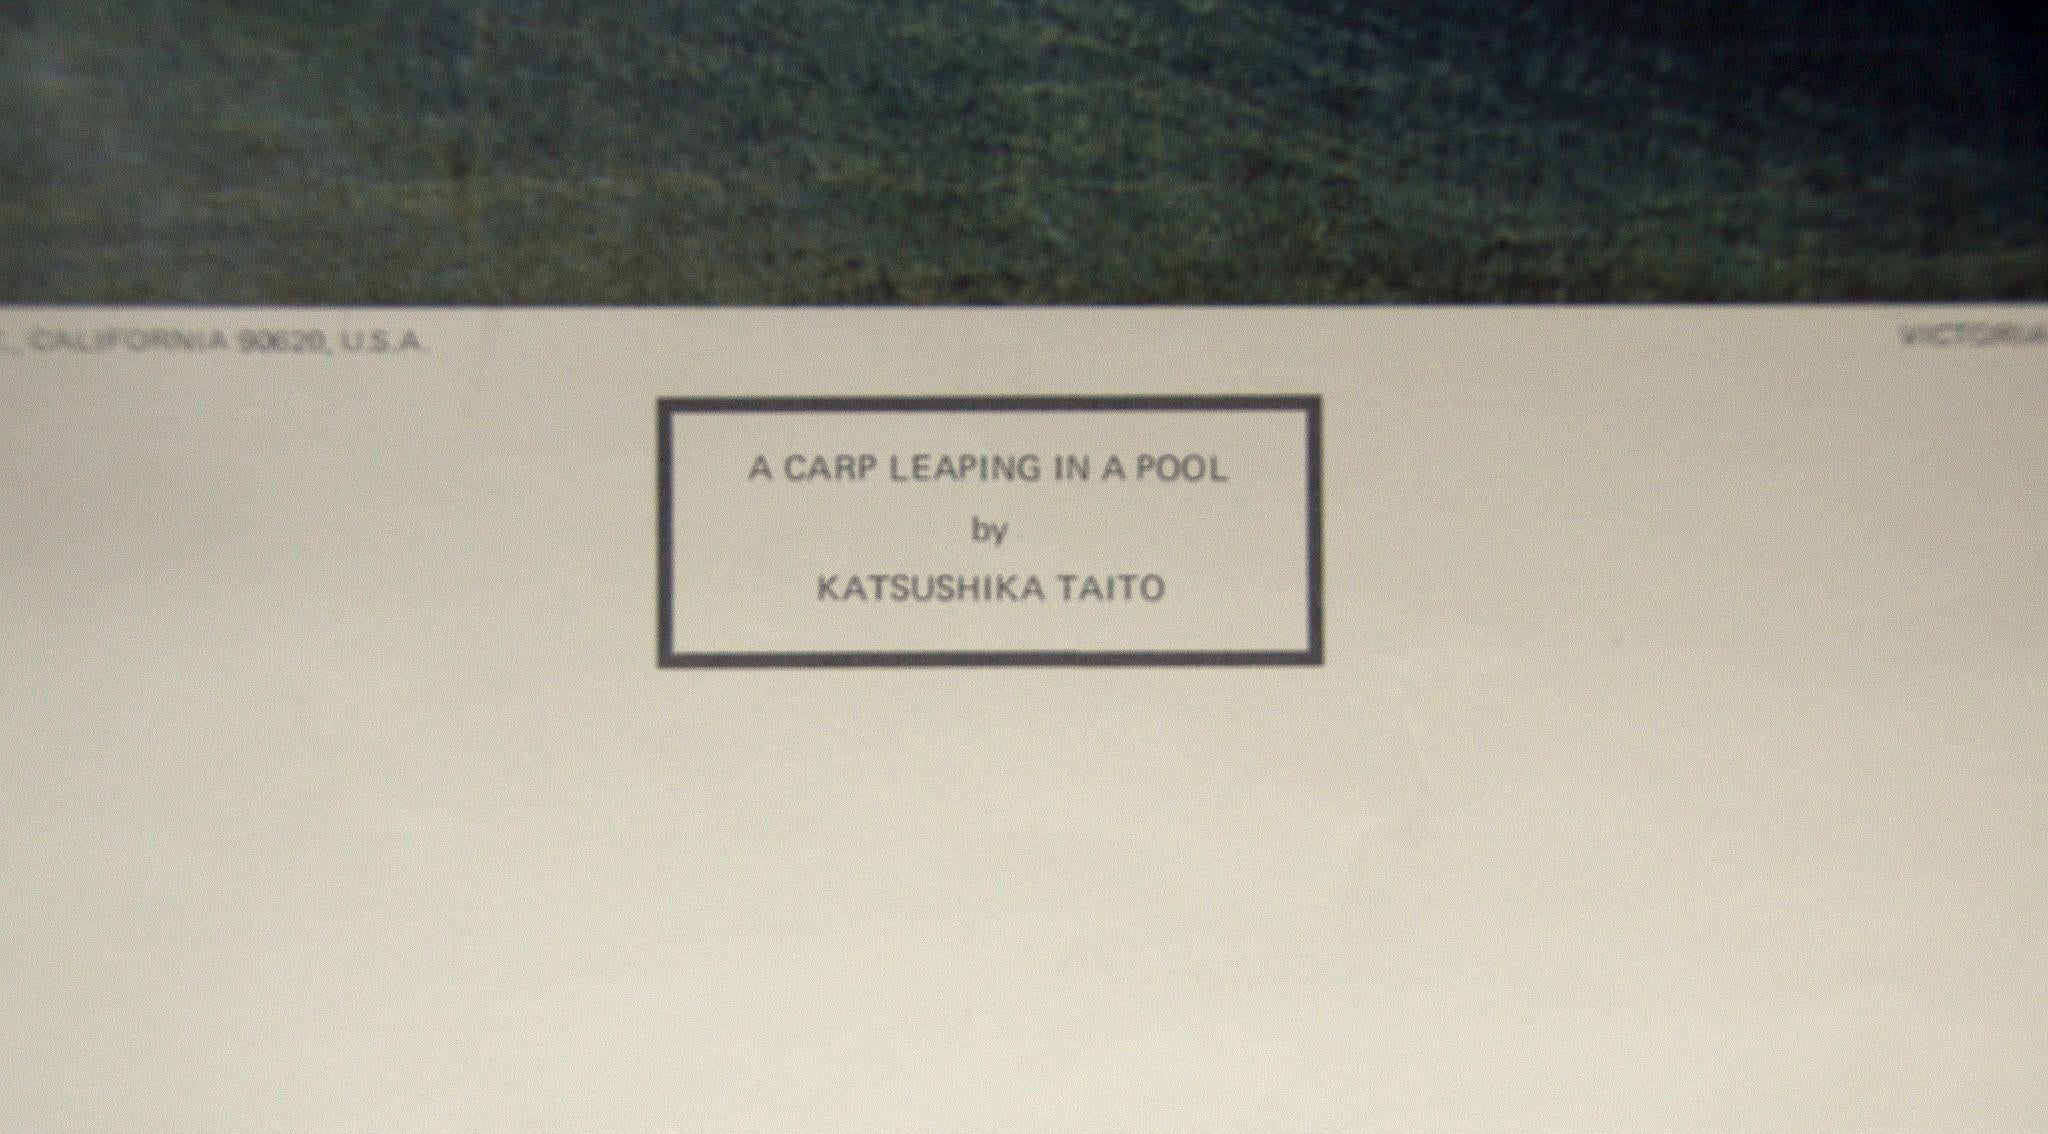 CALIFORNIA 90620, U.S.A.
VICTORIA
A CARP LEAPING IN A POOL
by
KATSUSHIKA TAITO